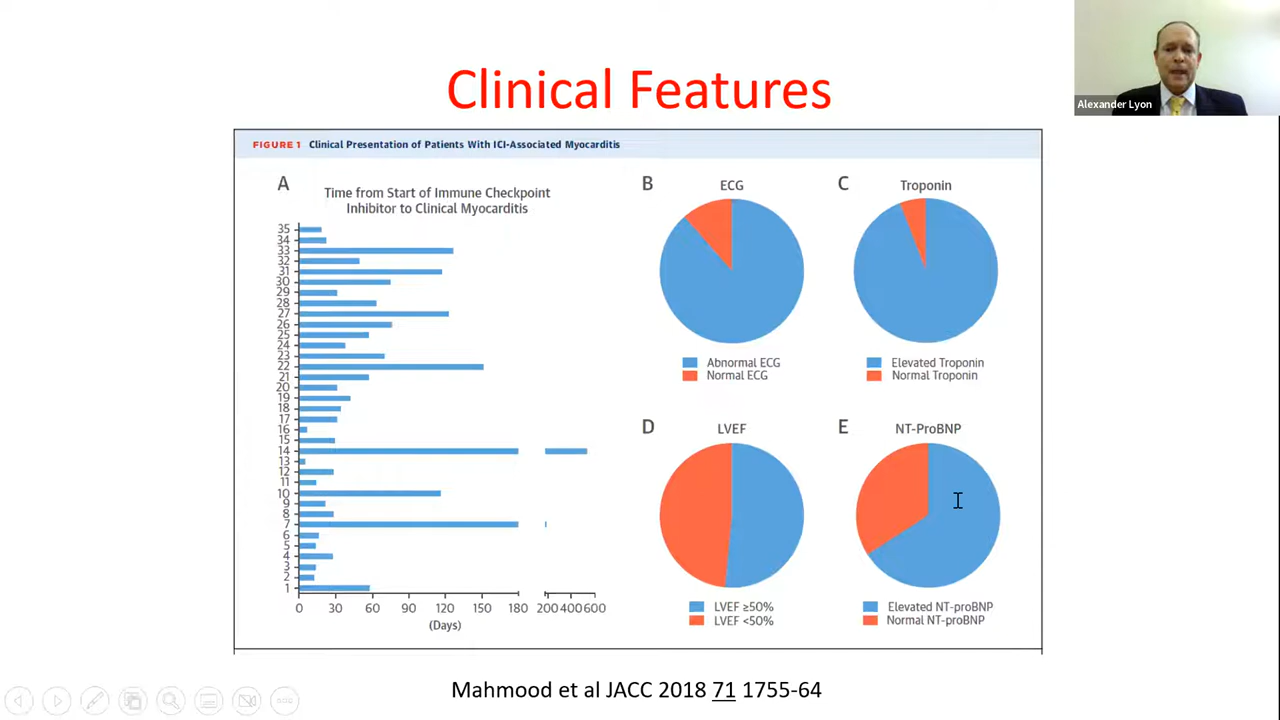 Clinical Features
Alexander Lyon
FIGURE 1 Clinical Presentation of Patients With ICI-Associated Myocarditis
A
Time from Start of Immune Checkpoint
Inhibitor to Clinical Myocarditis
35
34
33
32
31
30
29
28
27
26
25
24
23
22
21
20
19
18
17
16
15
14
13
12
11
10
9
8
7
6
5
4
3
2
1
0 30 60 90 120 150 180 200 400 600
(Days)
B
ECG
Abnormal ECG
Normal ECG
C
Troponin
Elevated Troponin
Normal Troponin
D
LVEF
LVEF ≥50%
LVEF <50%
E
NT-ProBNP
Elevated NT-proBNP
Normal NT-proBNP
Mahmood et al JACC 2018 71 1755-64